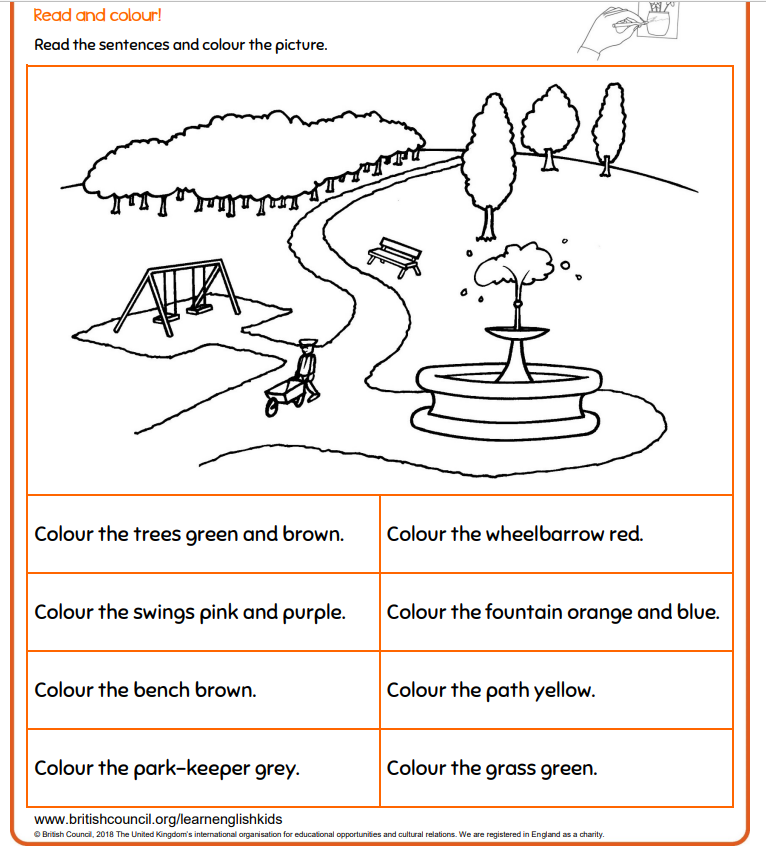 Read and colour!
Read the sentences and colour the picture.
Colour the trees green and brown.
Colour the wheelbarrow red.
Colour the swings pink and purple.
Colour the fountain orange and blue.
Colour the bench brown.
Colour the path yellow.
Colour the park-keeper grey.
Colour the grass green.
www.britishcouncil.org/learnenglishkids
© British Council, 2018 The United Kingdom's international organisation for educational opportunities and cultural relations. We are registered in England as a charity.